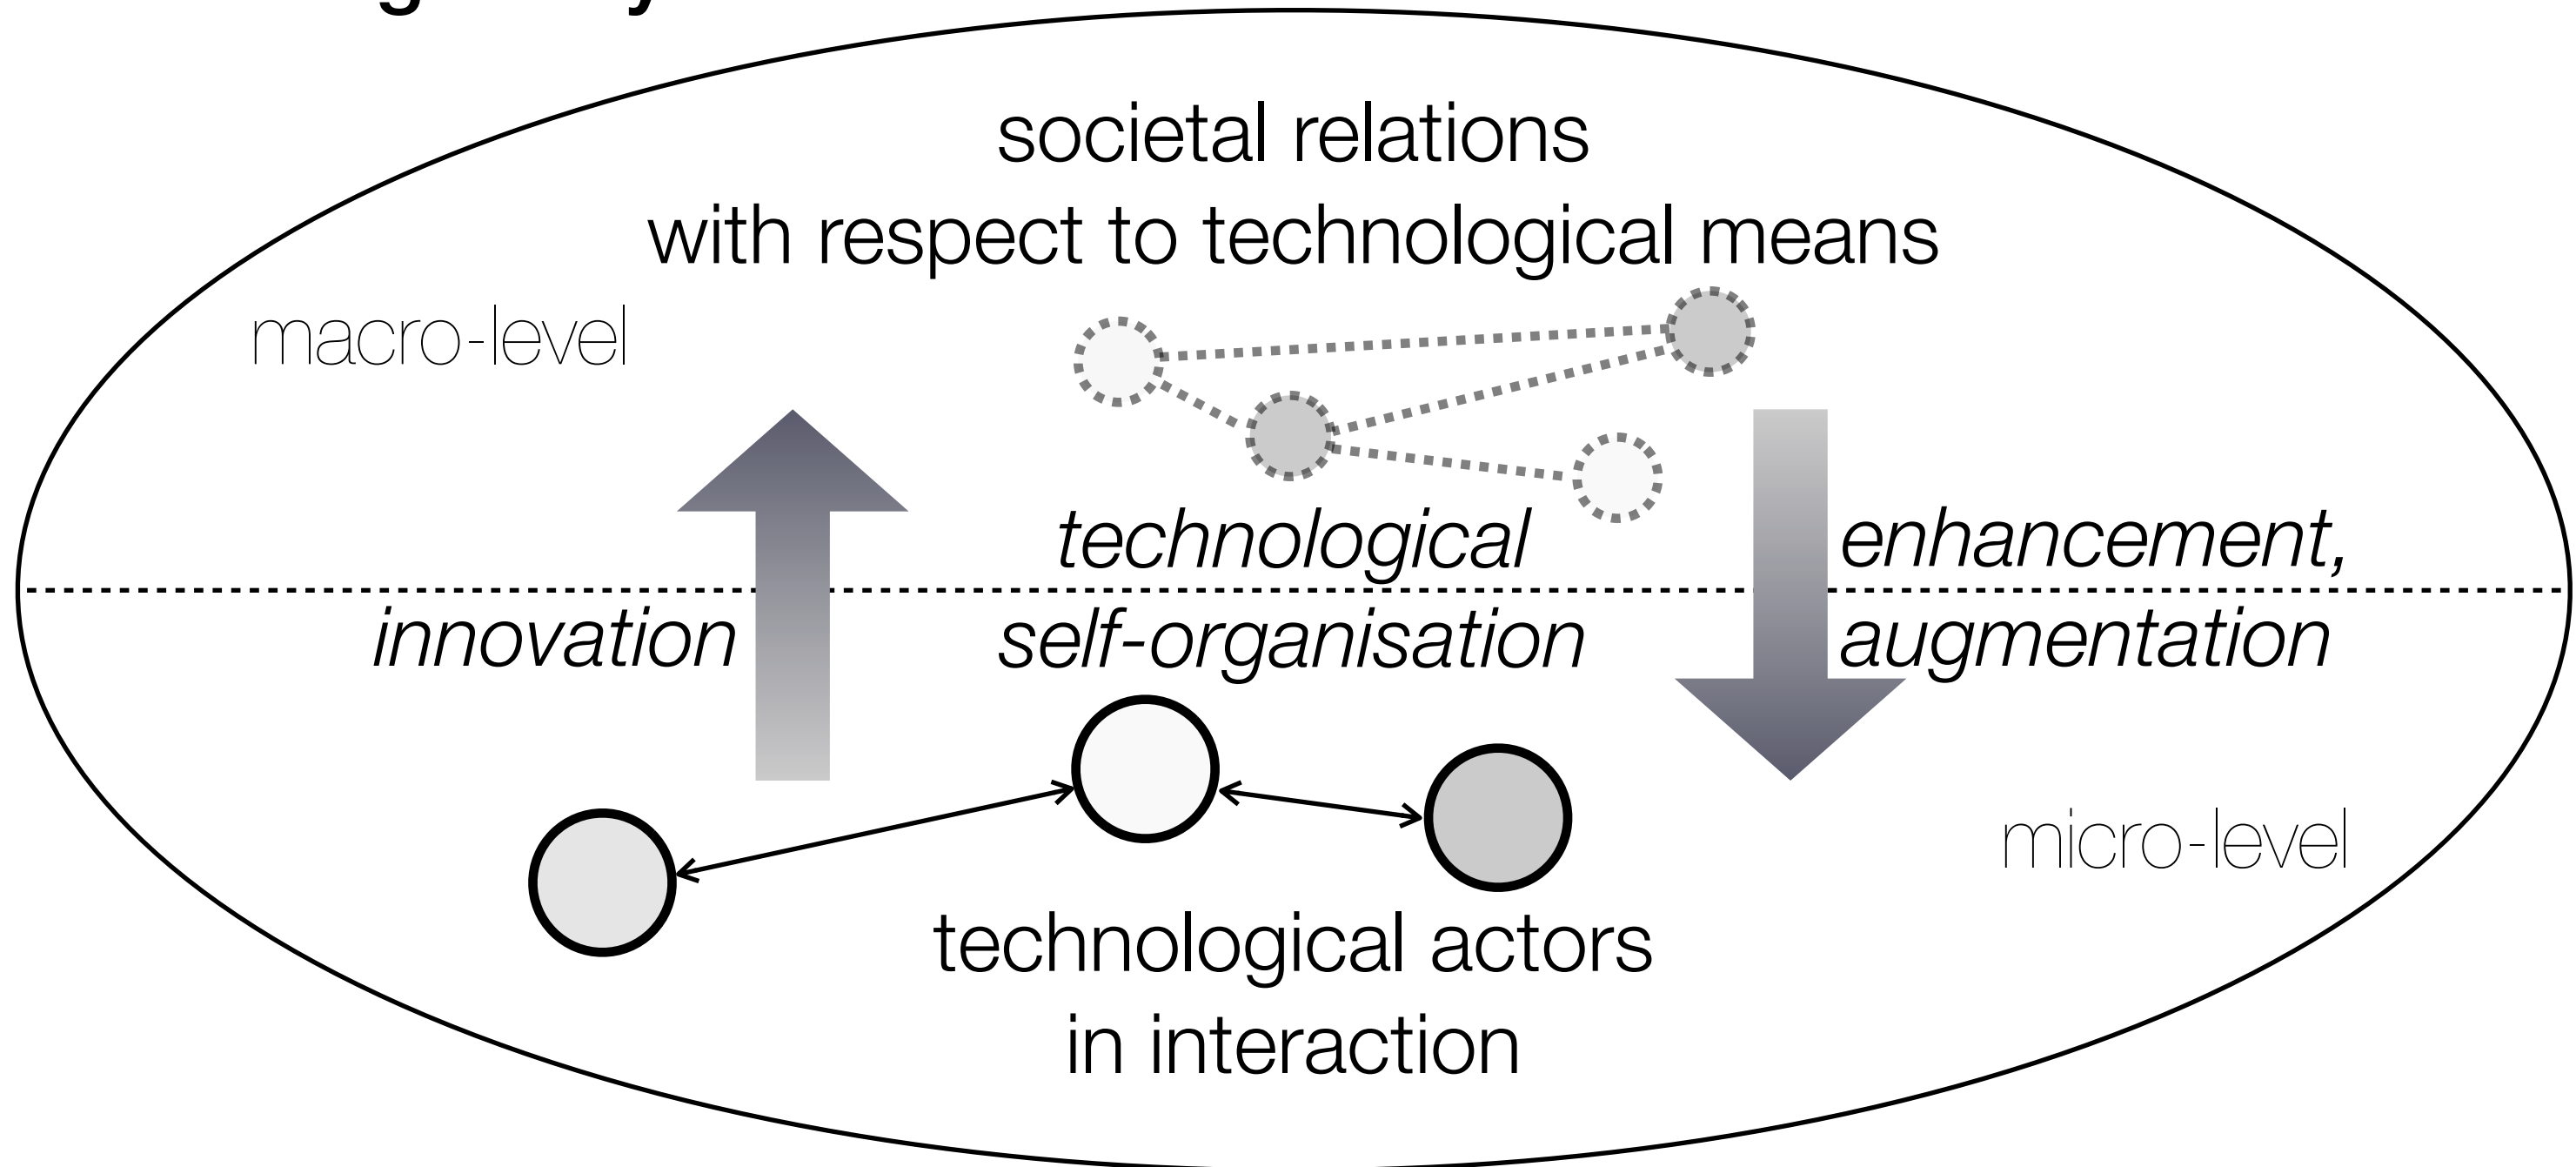 societal relations
with respect to technological means
macro-level
technological
enhancement,
innovation
self-organisation
augmentation
micro-level
technological actors
in interaction